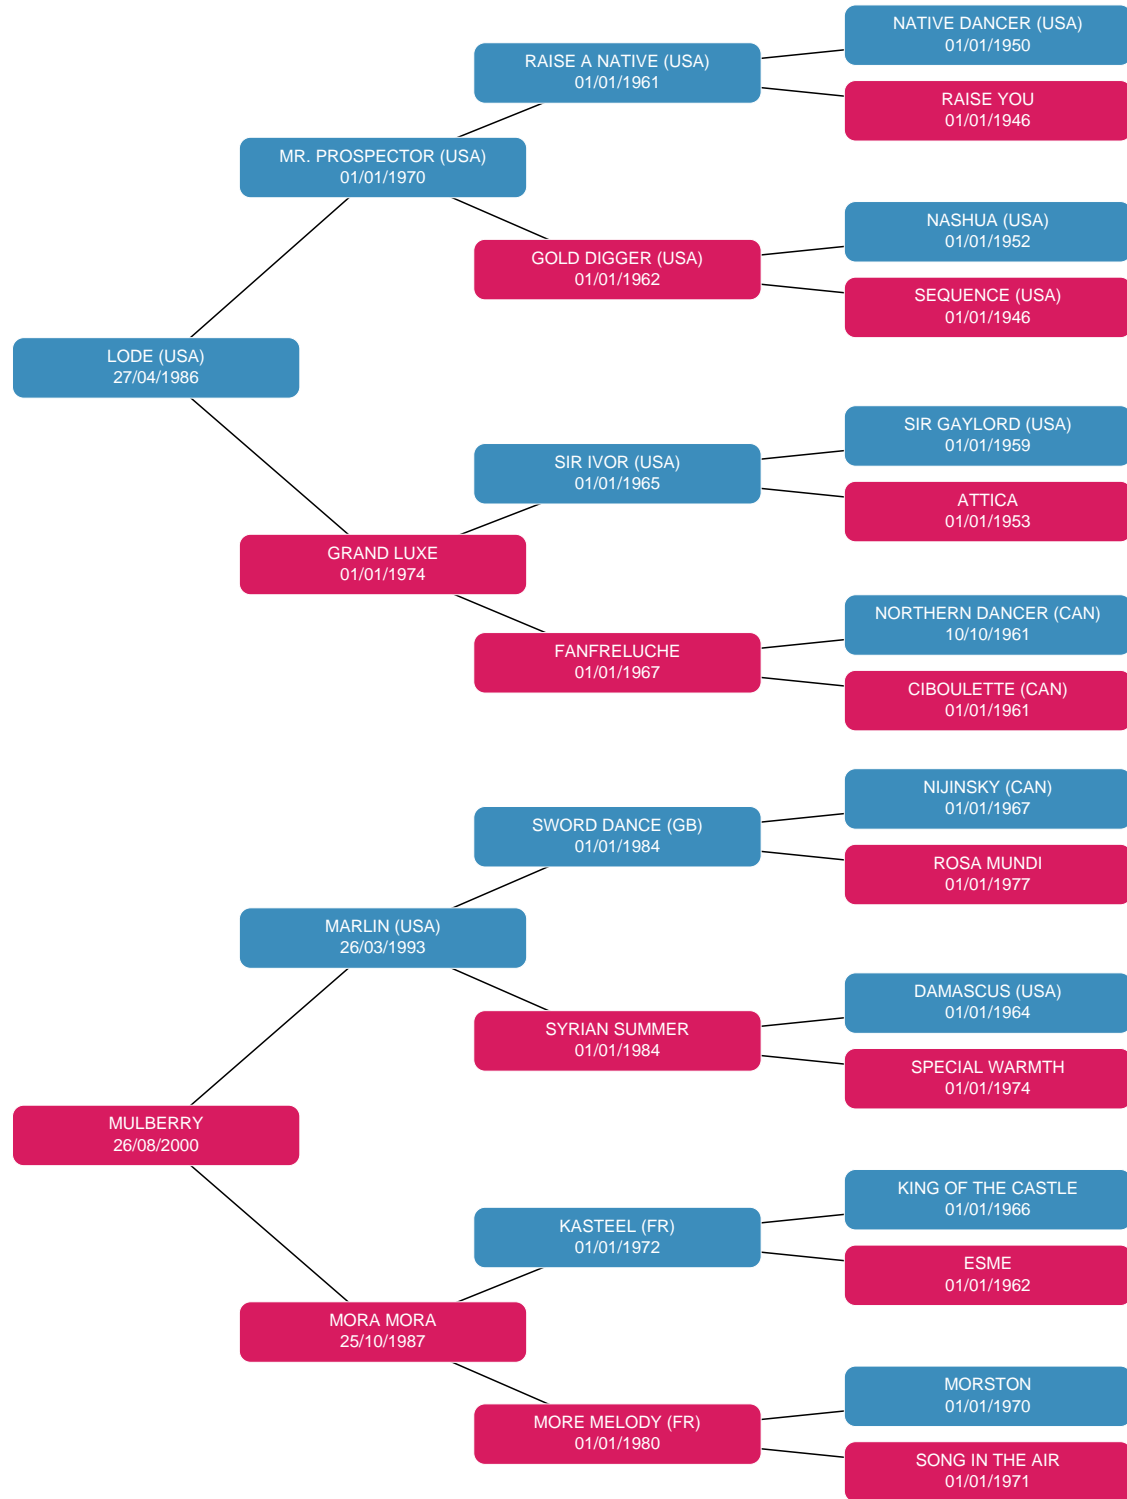 NATIVE DANCER (USA)
01/01/1950
RAISE A NATIVE (USA)
01/01/1961
RAISE YOU
01/01/1946
MR. PROSPECTOR (USA)
01/01/1970
NASHUA (USA)
01/01/1952
GOLD DIGGER (USA)
01/01/1962
SEQUENCE (USA)
01/01/1946
LODE (USA)
27/04/1986
SIR GAYLORD (USA)
01/01/1959
SIR IVOR (USA)
01/01/1965
ATTICA
01/01/1953
GRAND LUXE
01/01/1974
NORTHERN DANCER (CAN)
10/10/1961
FANFRELUCHE
01/01/1967
CIBOULETTE (CAN)
01/01/1961
NIJINSKY (CAN)
01/01/1967
SWORD DANCE (GB)
01/01/1984
ROSA MUNDI
01/01/1977
MARLIN (USA)
26/03/1993
DAMASCUS (USA)
01/01/1964
SYRIAN SUMMER
01/01/1984
SPECIAL WARMTH
01/01/1974
MULBERRY
26/08/2000
KING OF THE CASTLE
01/01/1966
KASTEEL (FR)
01/01/1972
ESME
01/01/1962
MORA MORA
25/10/1987
MORSTON
01/01/1970
MORE MELODY (FR)
01/01/1980
SONG IN THE AIR
01/01/1971